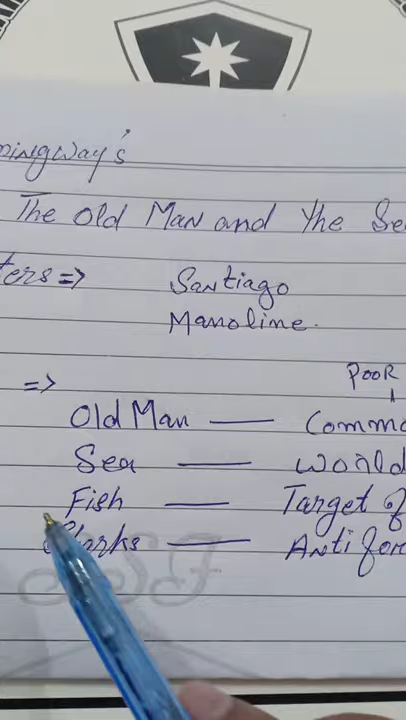 mingway's
The Old Man and the Se
ters => Santiago
Manoline.
Poor
=>
Old Man — Commo
Sea — World
Fish — Target of
Sharks — Anti for